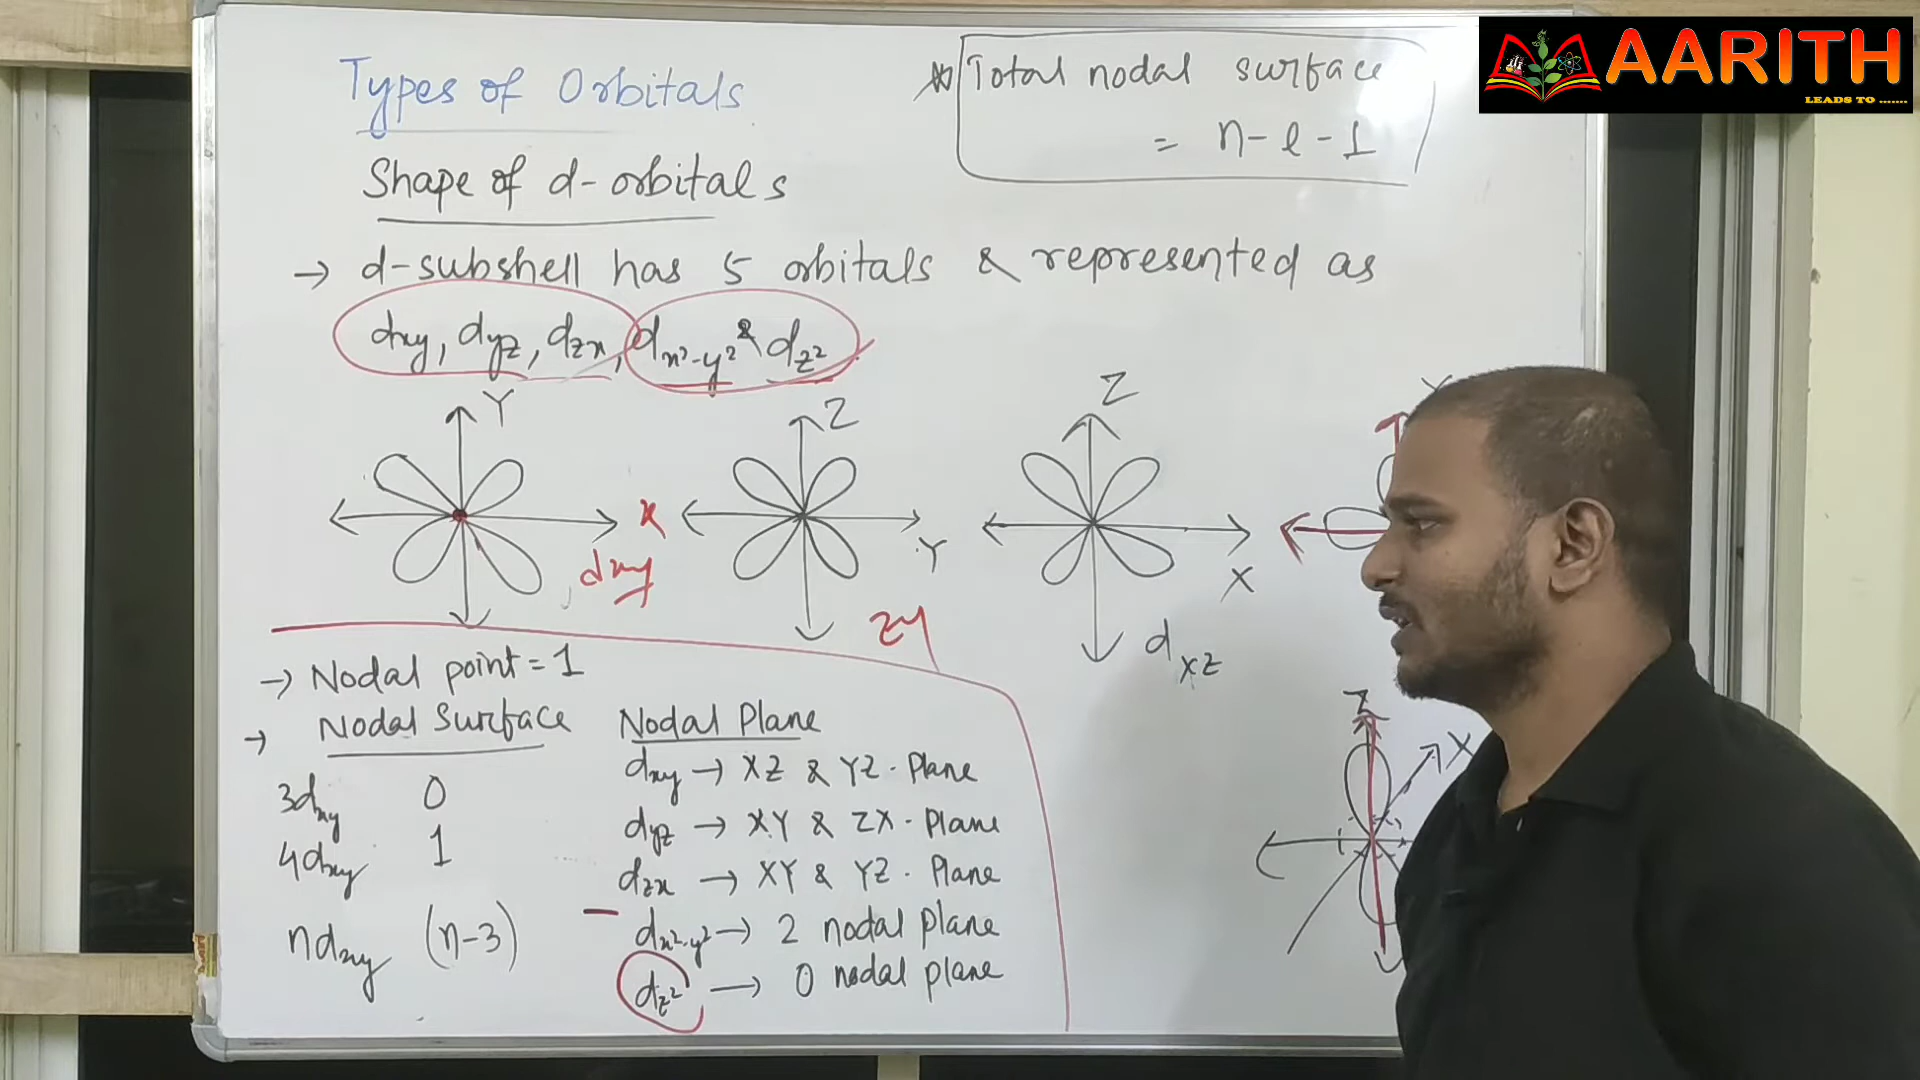 Types of Orbitals
Total nodal surface
= n-l-1
AARITH
LEADS TO .......
Shape of d-orbitals
→ d-subshell has 5 orbitals & represented as
dxy, dyz, dzx, dx²-y² & dz²
Y
Z
Z
X
Y
X
dxy
zy
dxz
→ Nodal point = 1
→ Nodal Surface
3dxy 0
4dxy 1
ndxy (n-3)
Nodal Plane
dxy → XZ & YZ-Plane
dyz → XY & ZX-Plane
dzx → XY & YZ-Plane
dx²-y² → 2 nodal plane
dz² → 0 nodal plane
Z
X